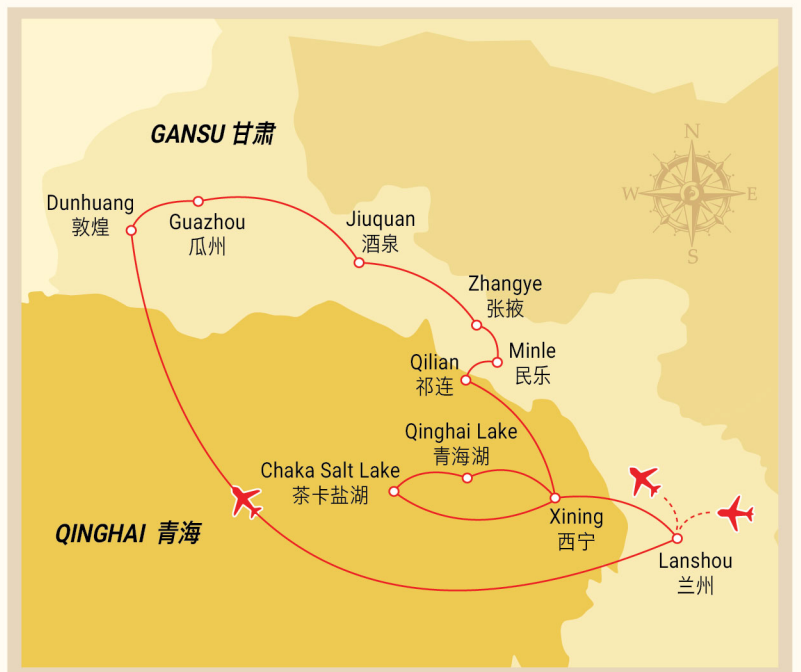 GANSU 甘肃
N
W
E
S
Dunhuang
敦煌
Guazhou
瓜州
Jiuquan
酒泉
Zhangye
张掖
Minle
民乐
Qilian
祁连
Qinghai Lake
青海湖
Chaka Salt Lake
茶卡盐湖
Xining
西宁
QINGHAI 青海
Lanshou
兰州